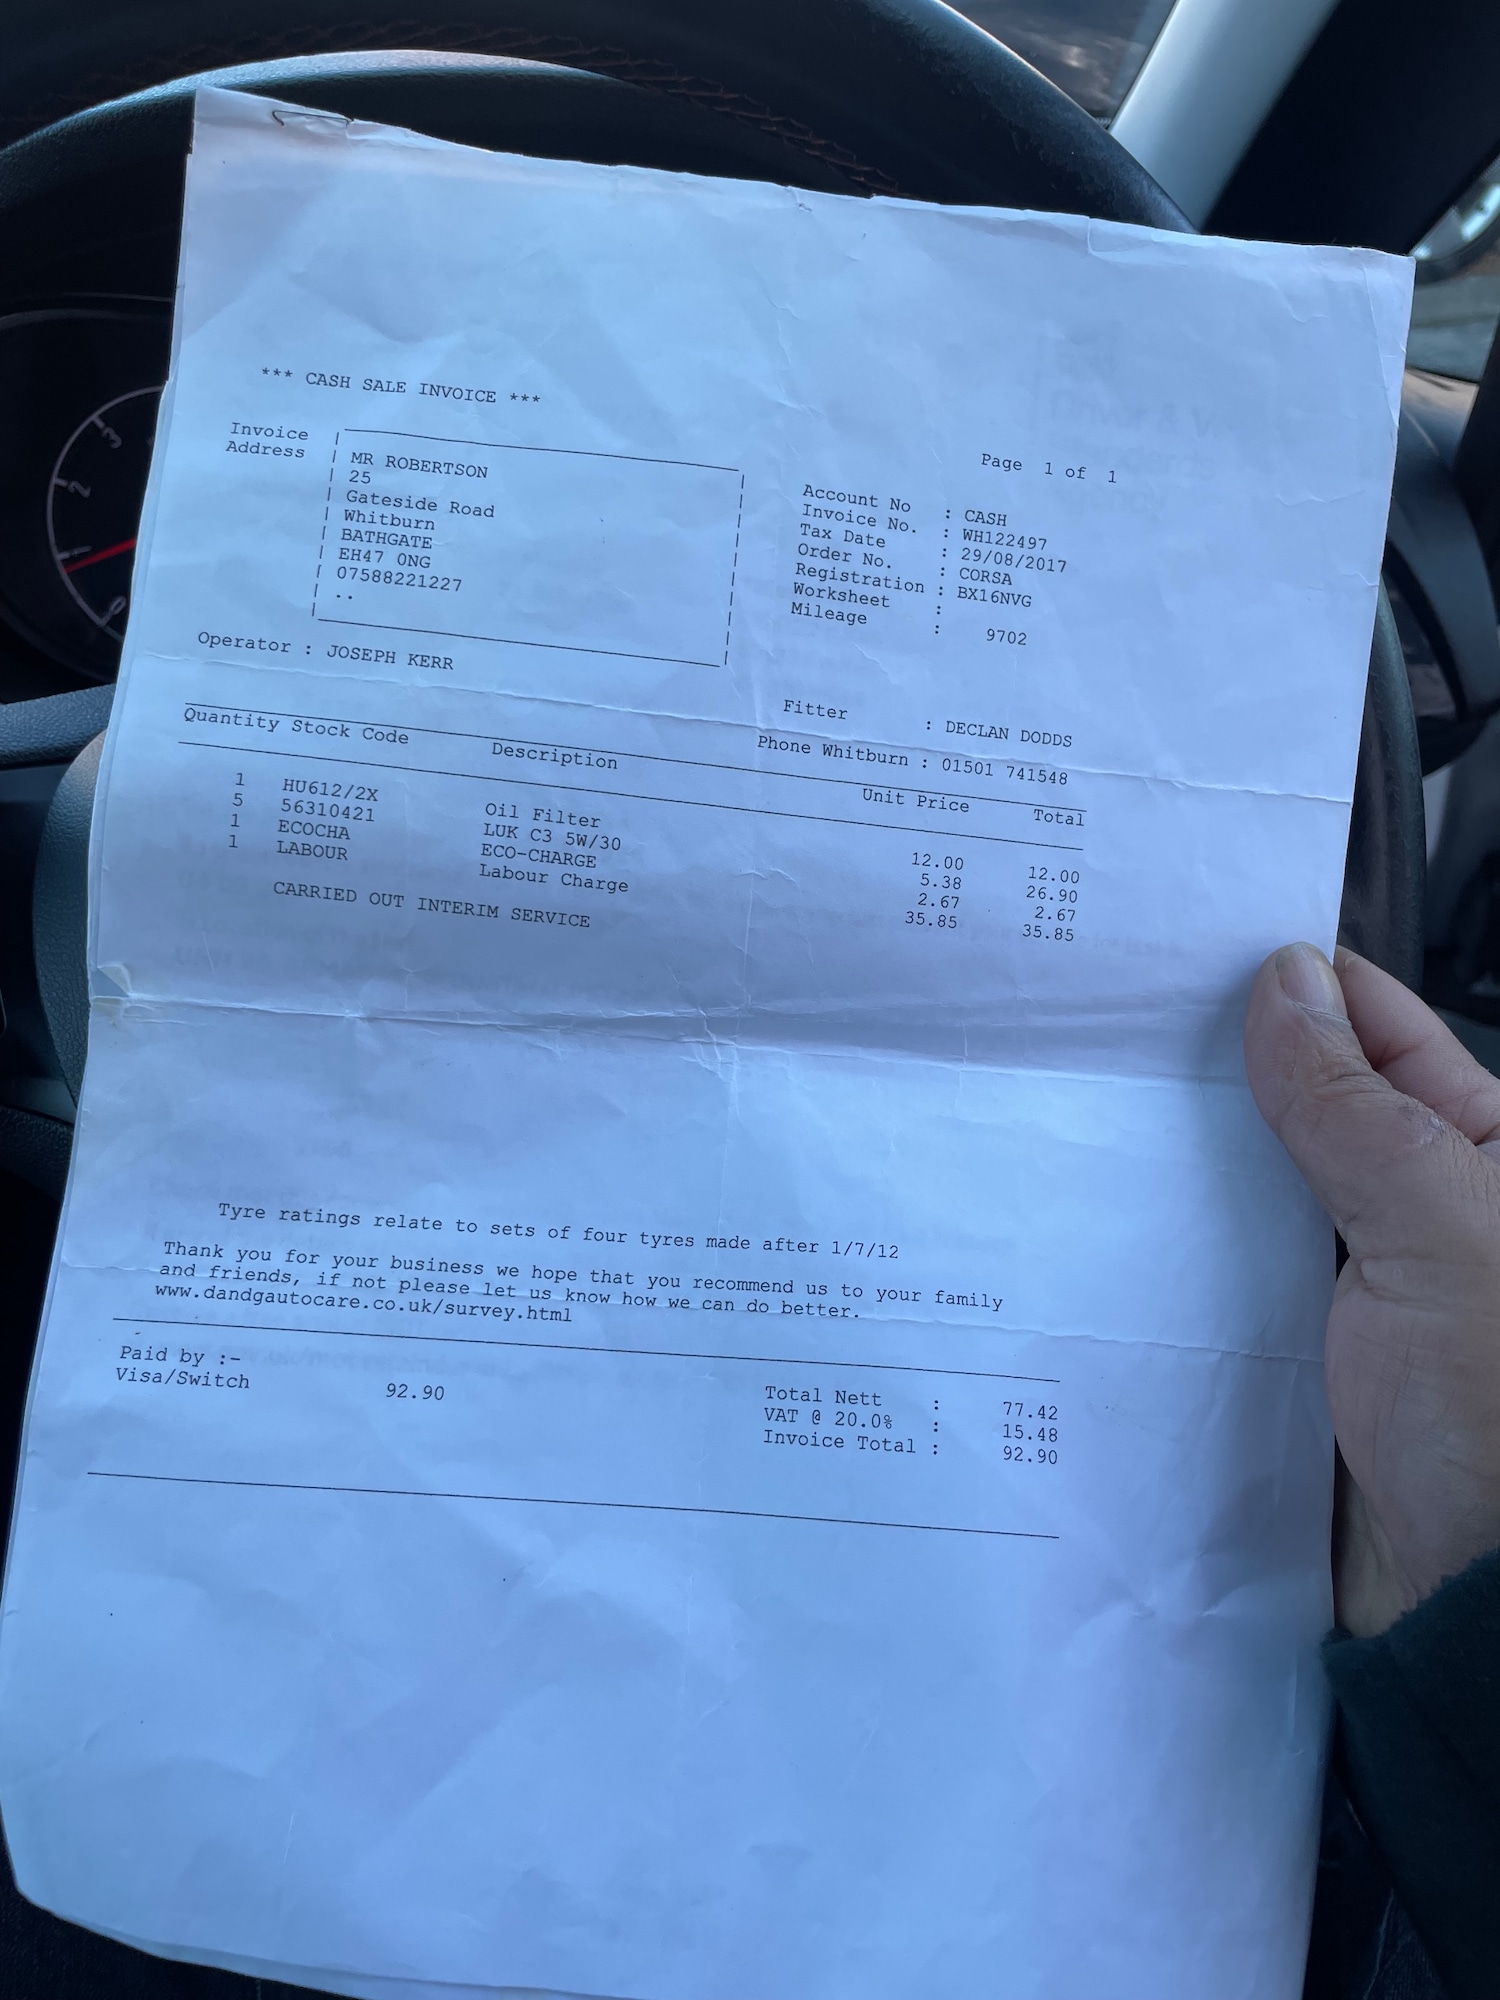 *** CASH SALE INVOICE ***
Invoice
Address
MR ROBERTSON
25
Gateside Road
Whitburn
BATHGATE
EH47 0NG
07588221227
..
Page 1 of 1
Account No : CASH
Invoice No. : WH122497
Tax Date : 29/08/2017
Order No. : CORSA
Registration : BX16NVG
Worksheet :
Mileage : 9702
Operator : JOSEPH KERR
Fitter : DECLAN DODDS
Phone Whitburn : 01501 741548
Quantity Stock Code Description Unit Price Total
1 HU612/2X Oil Filter 12.00 12.00
5 56310421 LUK C3 5W/30 5.38 26.90
1 ECOCHA ECO-CHARGE 2.67 2.67
1 LABOUR Labour Charge 35.85 35.85
CARRIED OUT INTERIM SERVICE
Tyre ratings relate to sets of four tyres made after 1/7/12
Thank you for your business we hope that you recommend us to your family
and friends, if not please let us know how we can do better.
www.dandgautocare.co.uk/survey.html
Paid by :-
Visa/Switch 92.90
Total Nett : 77.42
VAT @ 20.0% : 15.48
Invoice Total : 92.90
3
2
1
0